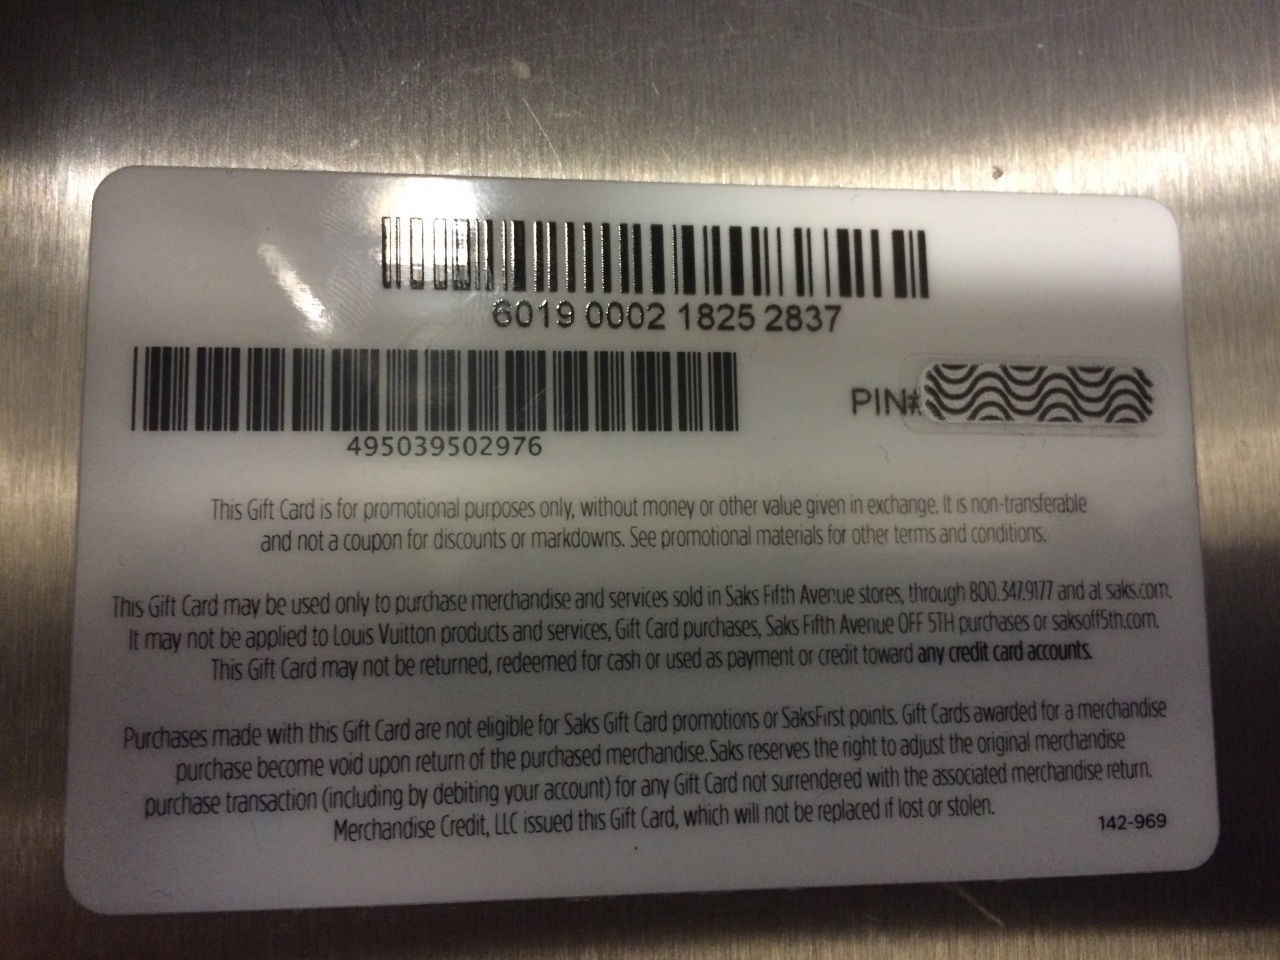 6019 0002 1825 2837
495039502976
PIN#
This Gift Card is for promotional purposes only, without money or other value given in exchange. It is non-transferable
and not a coupon for discounts or markdowns. See promotional materials for other terms and conditions.
This Gift Card may be used only to purchase merchandise and services sold in Saks Fifth Avenue stores, through 800.347.9177 and at saks.com.
It may not be applied to Louis Vuitton products and services, Gift Card purchases, Saks Fifth Avenue OFF 5TH purchases or saksoff5th.com.
This Gift Card may not be returned, redeemed for cash or used as payment or credit toward any credit card accounts.
Purchases made with this Gift Card are not eligible for Saks Gift Card promotions or SaksFirst points. Gift Cards awarded for a merchandise
purchase become void upon return of the purchased merchandise. Saks reserves the right to adjust the original merchandise
purchase transaction (including by debiting your account) for any Gift Card not surrendered with the associated merchandise return.
Merchandise Credit, LLC issued this Gift Card, which will not be replaced if lost or stolen.
142-969